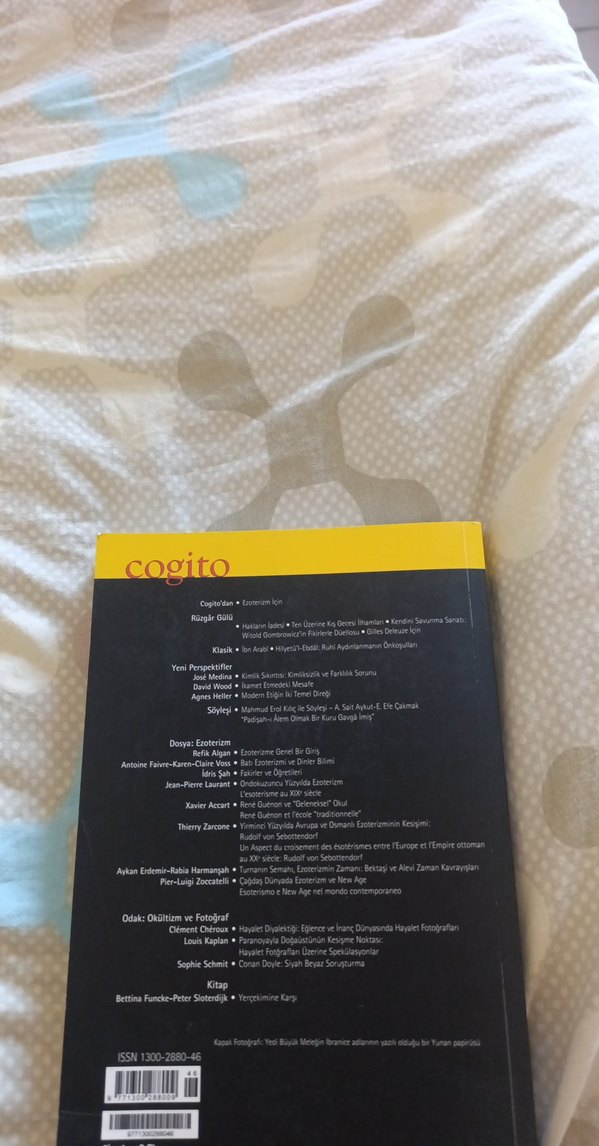 cogito
Cogito'dan • Ezoterizm İçin
Rüzgâr Gülü
• Hakların İadesi • Ten Üzerine Kış Gecesi İlhamları • Kendini Savunma Sanatı:
Witold Gombrowicz'in Fikirlerle Düellosu • Gilles Deleuze İçin
Klasik • İbn Arabî • Hilyetü'l-Ebdâl: Ruhî Aydınlanmanın Önkoşulları
Yeni Perspektifler
José Medina • Kimlik Sıkıntısı: Kimliksizlik ve Farklılık Sorunu
David Wood • İkamet Etmedeki Mesafe
Agnes Heller • Modern Etiğin İki Temel Direği
Söyleşi • Mahmud Erol Kılıç ile Söyleşi – A. Sait Aykut-E. Efe Çakmak
"Padişah-ı Âlem Olmak Bir Kuru Gavgâ İmiş"
Dosya: Ezoterizm
Refik Algan • Ezoterizme Genel Bir Giriş
Antoine Faivre-Karen-Claire Voss • Batı Ezoterizmi ve Dinler Bilimi
İdris Şah • Fakirler ve Öğretileri
Jean-Pierre Laurant • Ondokuzuncu Yüzyılda Ezoterizm
L'esoterisme au XIXe siècle
Xavier Accart • René Guénon ve "Geleneksel" Okul
René Guénon et l'école "traditionnelle"
Thierry Zarcone • Yirminci Yüzyılda Avrupa ve Osmanlı Ezoterizminin Kesişimi:
Rudolf von Sebottendorf
Un Aspect du croisement des ésotérismes entre l'Europe et l'Empire ottoman
au XXe siècle: Rudolf von Sebottendorf
Aykan Erdemir-Rabia Harmanşah • Turnanın Semahı, Ezoterizmin Zamanı: Bektaşi ve Alevi Zaman Kavrayışları
Pier-Luigi Zoccatelli • Çağdaş Dünyada Ezoterizm ve New Age
Esoterismo e New Age nel mondo contemporaneo
Odak: Okültizm ve Fotoğraf
Clément Chéroux • Hayalet Diyalektiği: Eğlence ve İnanç Dünyasında Hayalet Fotoğrafları
Louis Kaplan • Paranoyayla Doğaüstünün Kesişme Noktası:
Hayalet Fotğrafları Üzerine Spekülasyonlar
Sophie Schmit • Conan Doyle: Siyah Beyaz Soruşturma
Kitap
Bettina Funcke-Peter Sloterdijk • Yerçekimine Karşı
Kapak Fotoğrafı: Yedi Büyük Meleğin İbranice adlarının yazılı olduğu bir Yunan papirüsü
ISSN 1300-2880-46
46
9 771300 288009
9771300288046